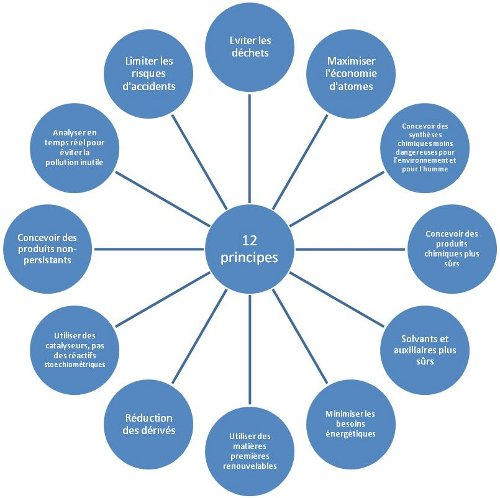 Eviter les
déchets
Maximiser
l'économie
d'atomes
Concevoir des
synthèses
chimiques moins
dangereuses pour
l'environnement et
pour l'homme
Concevoir des
produits
chimiques plus
sûrs
Solvants et
auxiliaires plus
sûrs
Minimiser les
besoins
énergétiques
Utiliser des
matières
premières
renouvelables
Réduction
des dérivés
Utiliser des
catalyseurs, pas
des réactifs
stoechiométriques
Concevoir des
produits non-
persistants
Analyser en
temps réel pour
éviter la
pollution inutile
Limiter les
risques
d'accidents
12
principes